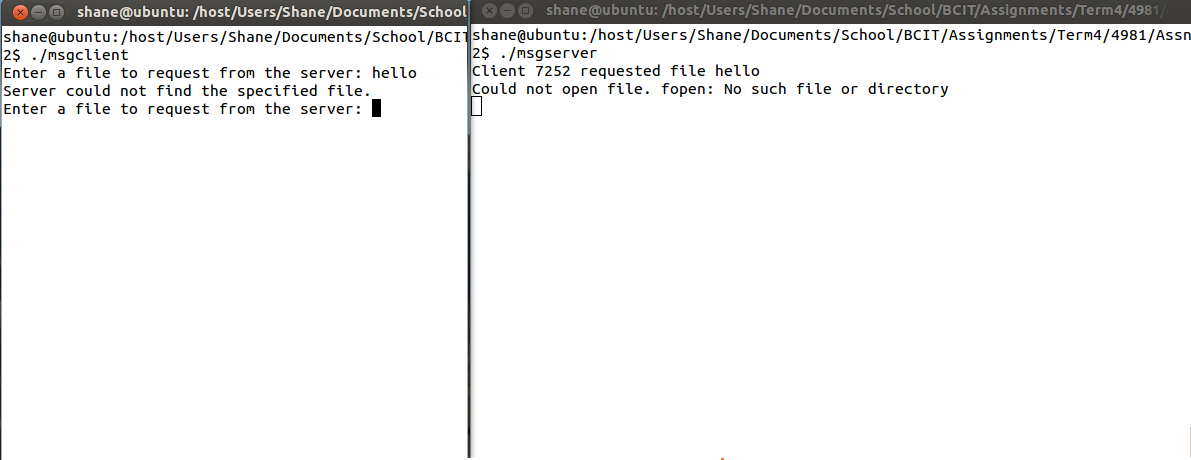 shane@ubuntu: /host/Users/Shane/Documents/School
shane@ubuntu:/host/Users/Shane/Documents/School/BCIT
2$ ./msgclient
Enter a file to request from the server: hello
Server could not find the specified file.
Enter a file to request from the server:
shane@ubuntu: /host/Users/Shane/Documents/School/BCIT/Assignments/Term4/4981/
shane@ubuntu:/host/Users/Shane/Documents/School/BCIT/Assignments/Term4/4981/Assn
2$ ./msgserver
Client 7252 requested file hello
Could not open file. fopen: No such file or directory